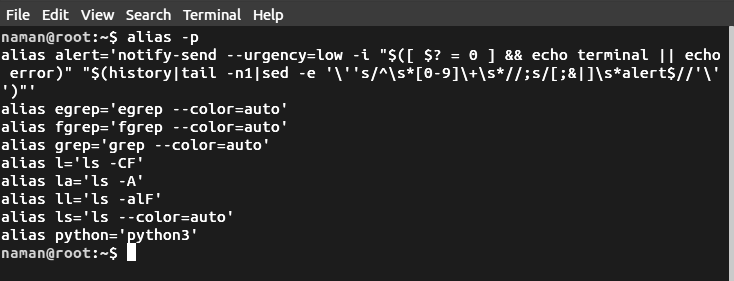 File Edit View Search Terminal Help
naman@root:~$ alias -p
alias alert='notify-send --urgency=low -i "$([ $? = 0 ] && echo terminal || echo
 error)" "$(history|tail -n1|sed -e '\''s/^\s*[0-9]\+\s*//;s/[;&|]\s*alert$//'\'
')"'
alias egrep='egrep --color=auto'
alias fgrep='fgrep --color=auto'
alias grep='grep --color=auto'
alias l='ls -CF'
alias la='ls -A'
alias ll='ls -alF'
alias ls='ls --color=auto'
alias python='python3'
naman@root:~$